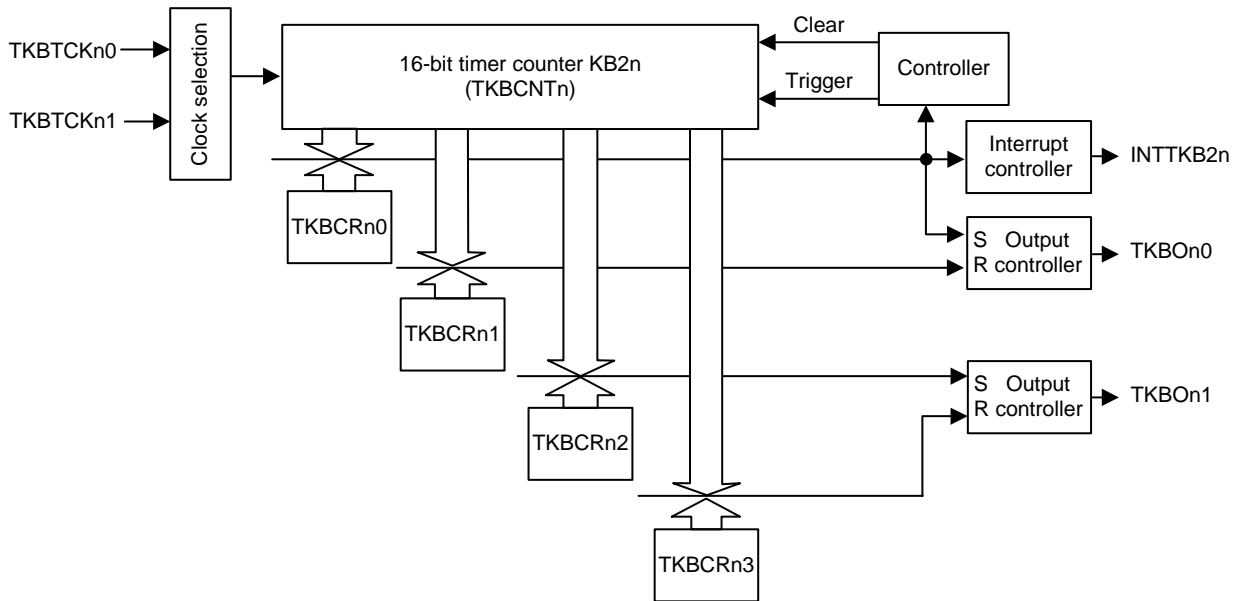 TKBTCKn0
TKBTCKn1
Clock selection
16-bit timer counter KB2n
(TKBCNTn)
Clear
Trigger
Controller
Interrupt
controller
INTTKB2n
TKBCRn0
S Output
R controller
TKBOn0
TKBCRn1
S Output
R controller
TKBOn1
TKBCRn2
TKBCRn3